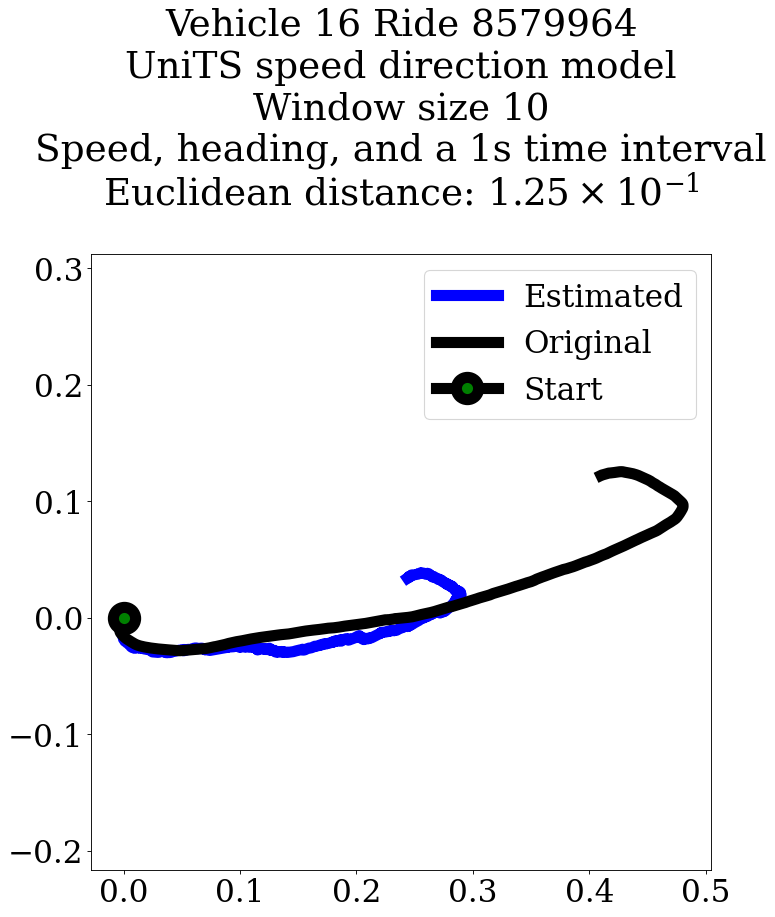 Vehicle 16 Ride 8579964
UniTS speed direction model
Window size 10
Speed, heading, and a 1s time interval
Euclidean distance: 1.25 × 10⁻¹
0.3
0.2
0.1
0.0
−0.1
−0.2
Estimated
Original
Start
0.0 0.1 0.2 0.3 0.4 0.5